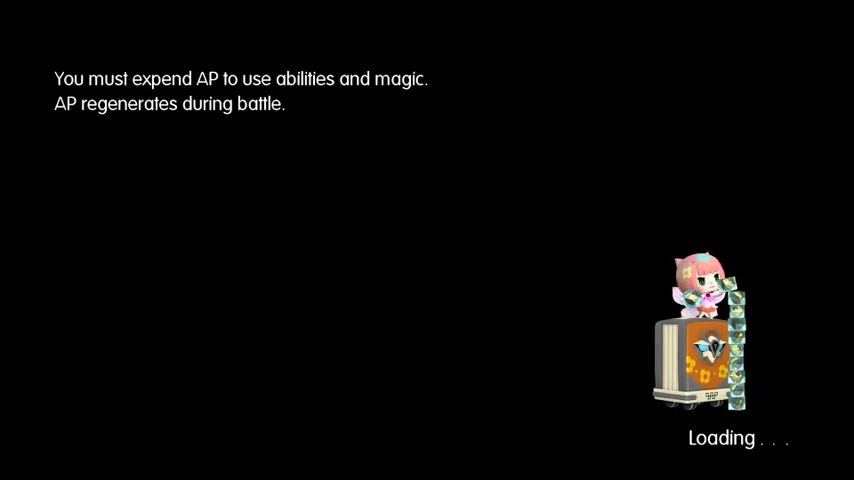 You must expend AP to use abilities and magic.
AP regenerates during battle.
Loading . . .